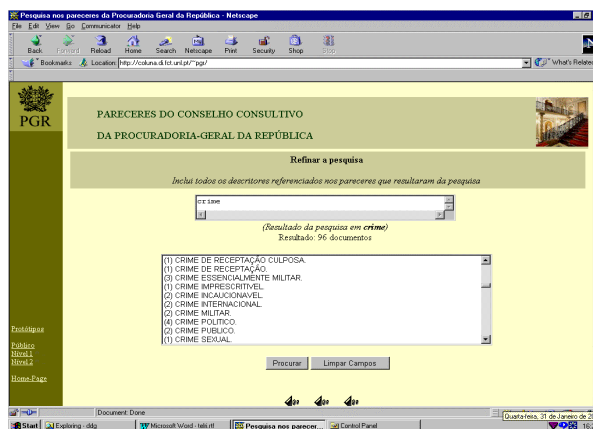 Pesquisa nos pareceres da Procuradoria Geral da República - Netscape
File Edit View Go Communicator Help
Back Forward Reload Home Search Netscape Print Security Shop Stop
Bookmarks Location: http://coluna.di.fct.unl.pt/~pgr/ What's Related
PGR
PARECERES DO CONSELHO CONSULTIVO
DA PROCURADORIA-GERAL DA REPÚBLICA
Refinar a pesquisa
Inclui todos os descritores referenciados nos pareceres que resultaram da pesquisa
crime
(Resultado da pesquisa em crime)
Resultado: 96 documentos
(1) CRIME DE RECEPTAÇÃO CULPOSA.
(1) CRIME DE RECEPTAÇÃO.
(3) CRIME ESSENCIALMENTE MILITAR.
(1) CRIME IMPRESCRITIVEL.
(2) CRIME INCAUCIONAVEL.
(2) CRIME INTERNACIONAL.
(2) CRIME MILITAR.
(4) CRIME POLITICO.
(2) CRIME PUBLICO.
(1) CRIME SEXUAL.
Protótipos
Público
Nível 1
Nível 2
Home-Page
Procurar Limpar Campos
Document: Done
Quarta-feira, 31 de Janeiro de 20
Start Exploring - ddg Microsoft Word - teki.rtf Pesquisa nos parecer... Control Panel